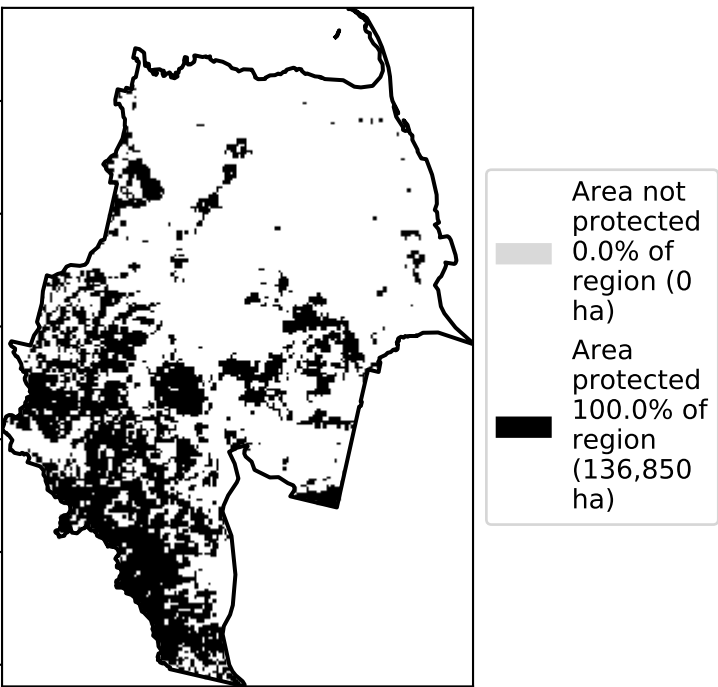 Area not
protected
0.0% of
region (0
ha)
Area
protected
100.0% of
region
(136,850
ha)